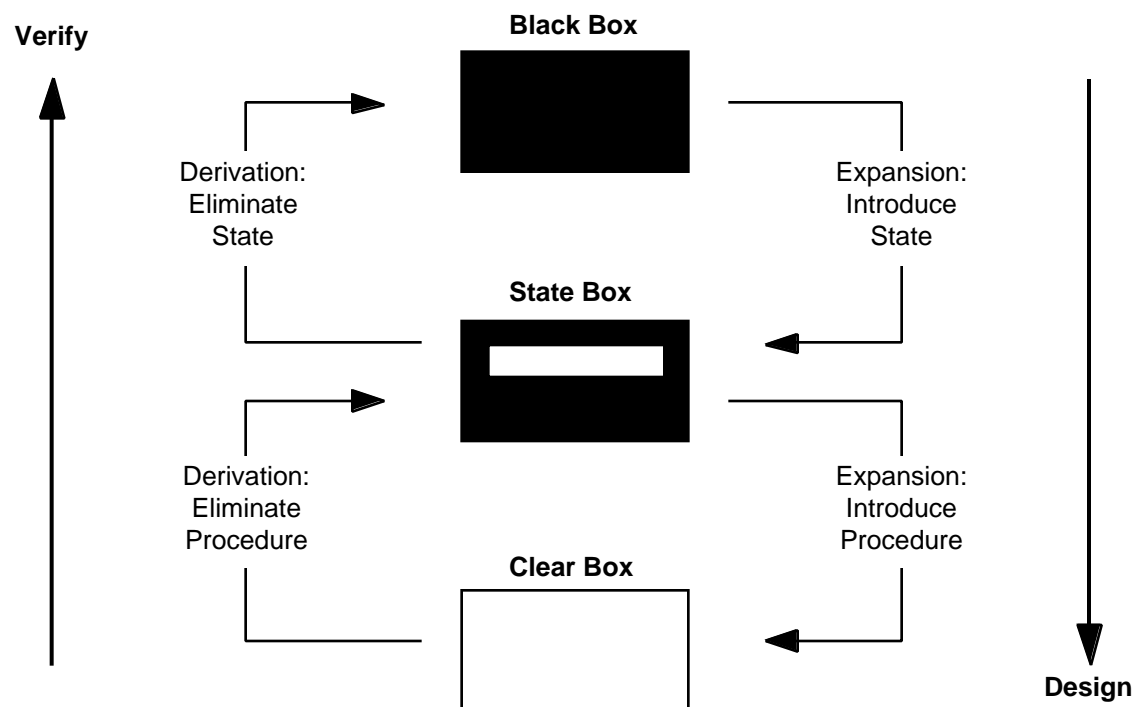 Verify
Black Box
Derivation:
Eliminate
State
Expansion:
Introduce
State
State Box
Derivation:
Eliminate
Procedure
Expansion:
Introduce
Procedure
Clear Box
Design